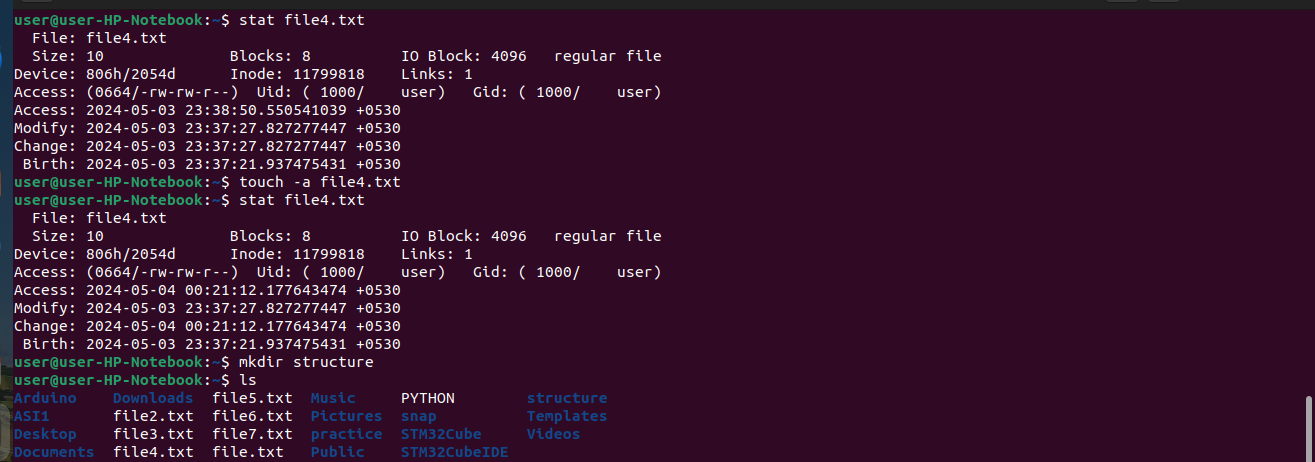 user@user-HP-Notebook:~$ stat file4.txt
  File: file4.txt
  Size: 10              Blocks: 8          IO Block: 4096   regular file
Device: 806h/2054d      Inode: 11799818    Links: 1
Access: (0664/-rw-rw-r--)  Uid: ( 1000/    user)   Gid: ( 1000/    user)
Access: 2024-05-03 23:38:50.550541039 +0530
Modify: 2024-05-03 23:37:27.827277447 +0530
Change: 2024-05-03 23:37:27.827277447 +0530
 Birth: 2024-05-03 23:37:21.937475431 +0530
user@user-HP-Notebook:~$ touch -a file4.txt
user@user-HP-Notebook:~$ stat file4.txt
  File: file4.txt
  Size: 10              Blocks: 8          IO Block: 4096   regular file
Device: 806h/2054d      Inode: 11799818    Links: 1
Access: (0664/-rw-rw-r--)  Uid: ( 1000/    user)   Gid: ( 1000/    user)
Access: 2024-05-04 00:21:12.177643474 +0530
Modify: 2024-05-03 23:37:27.827277447 +0530
Change: 2024-05-04 00:21:12.177643474 +0530
 Birth: 2024-05-03 23:37:21.937475431 +0530
user@user-HP-Notebook:~$ mkdir structure
user@user-HP-Notebook:~$ ls
Arduino    Downloads  file5.txt  Music     PYTHON        structure
ASI1       file2.txt  file6.txt  Pictures  snap          Templates
Desktop    file3.txt  file7.txt  practice  STM32Cube     Videos
Documents  file4.txt  file.txt   Public    STM32CubeIDE